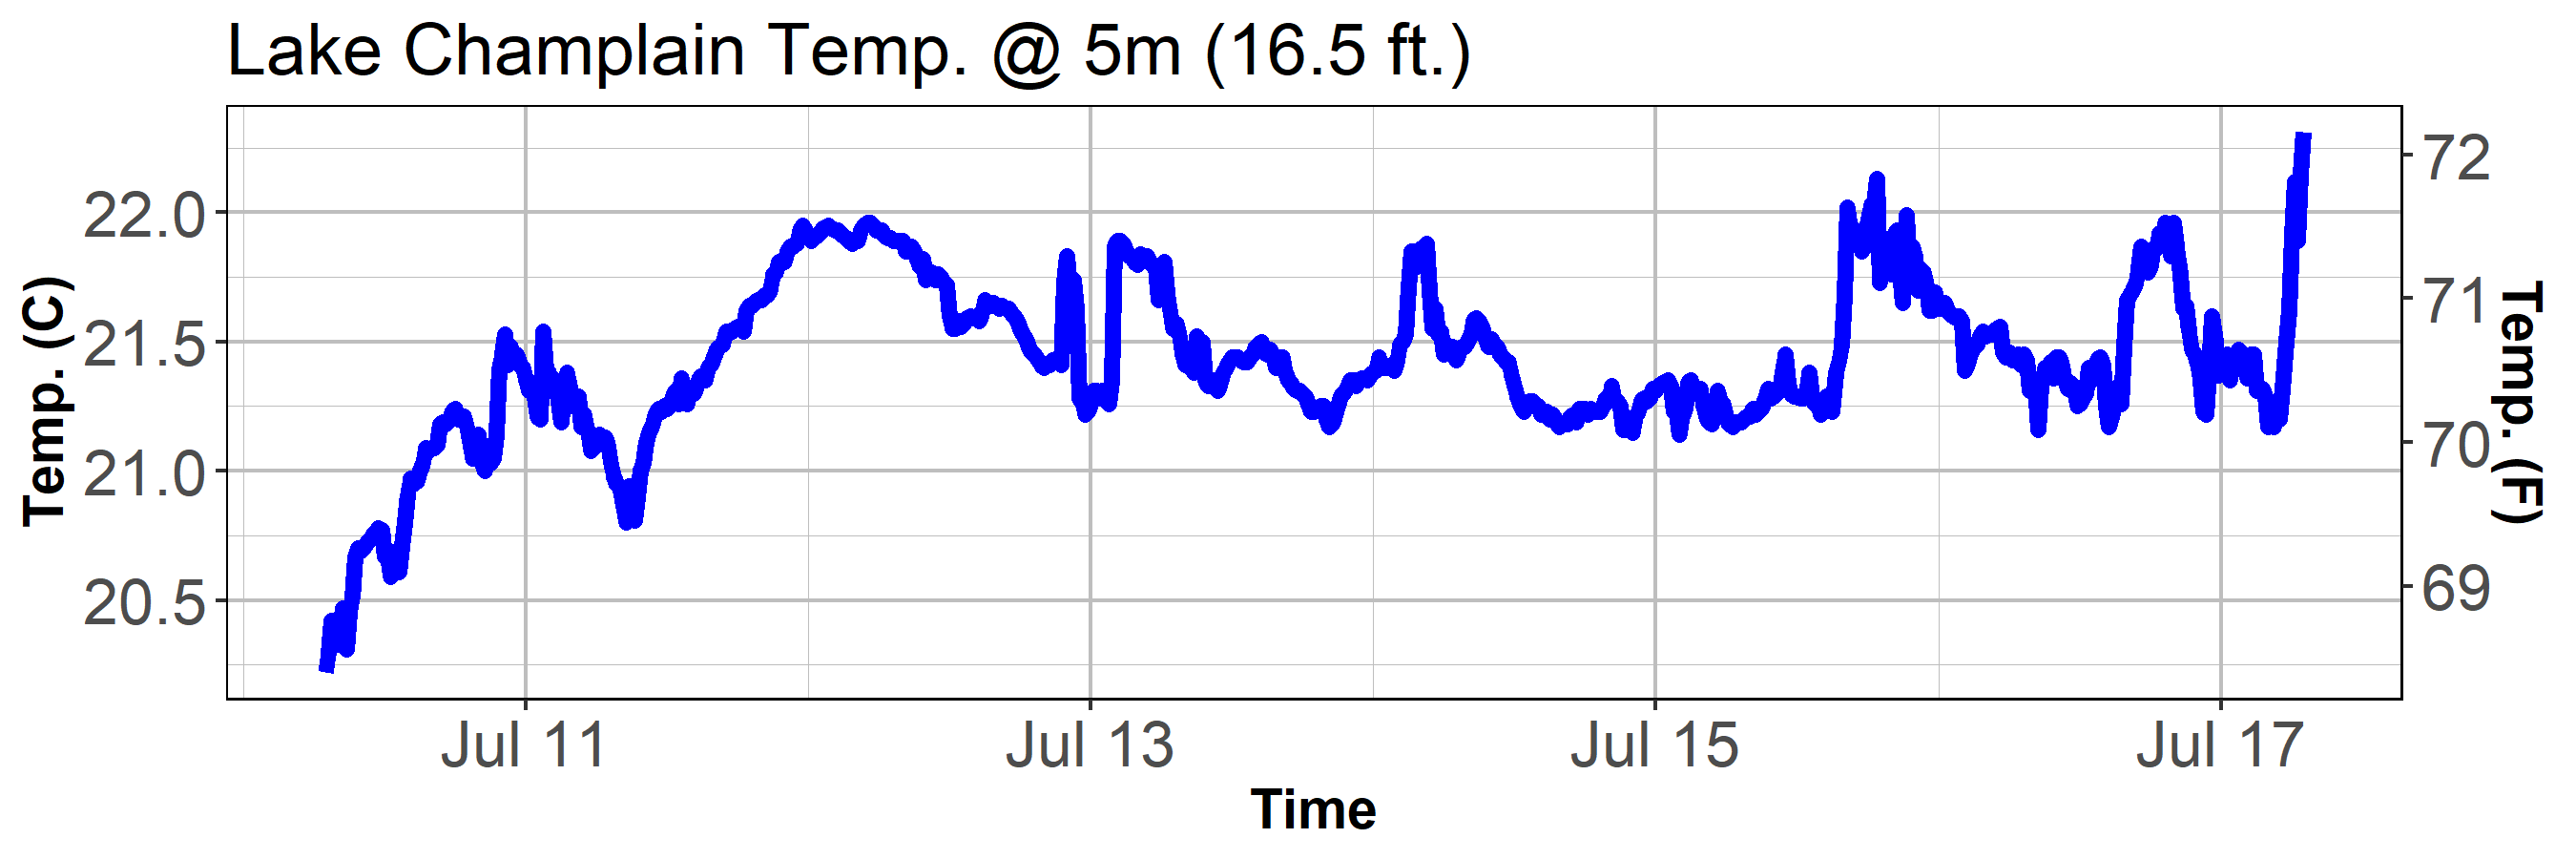 Lake Champlain Temp. @ 5m (16.5 ft.)
Temp. (C)
22.0
21.5
21.0
20.5
72
71
70
69
Temp. (F)
Jul 11 Jul 13 Jul 15 Jul 17
Time